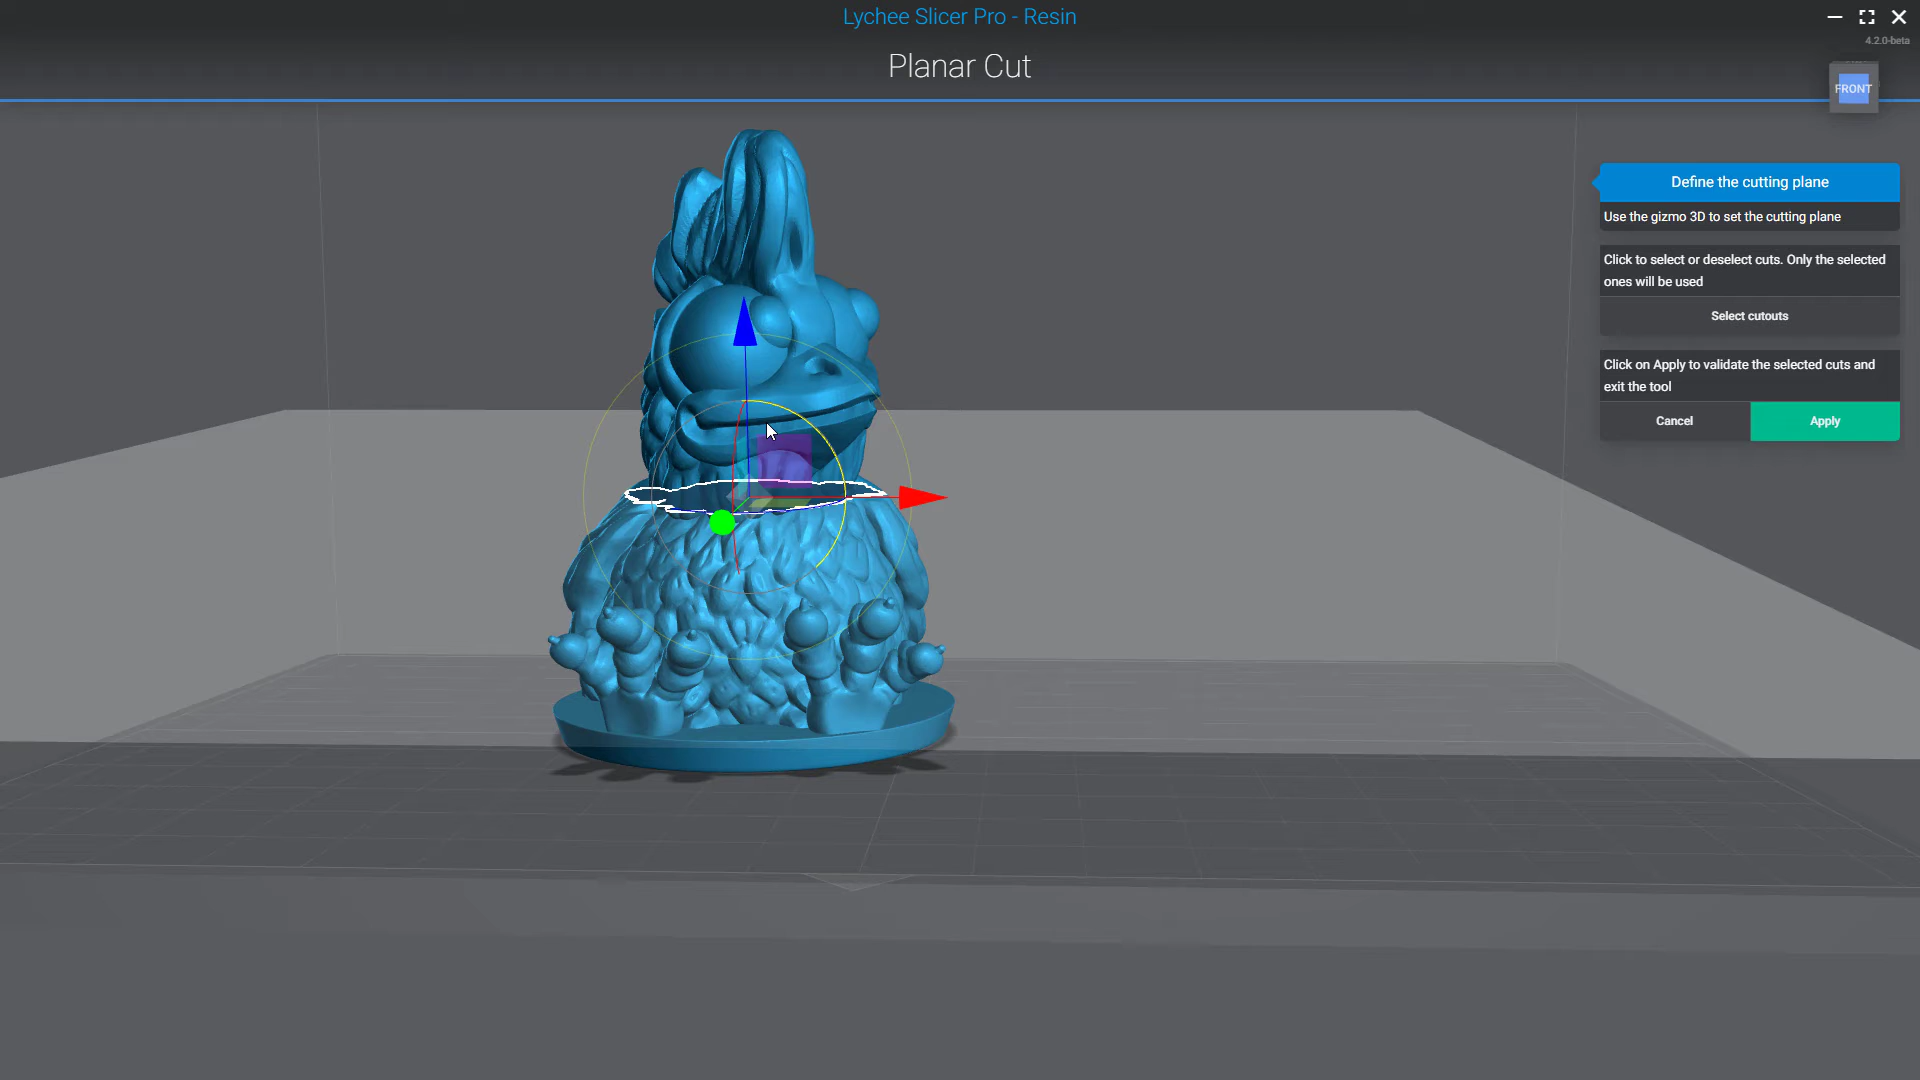 Lychee Slicer Pro - Resin
4.2.0-beta
Planar Cut
FRONT
Define the cutting plane
Use the gizmo 3D to set the cutting plane
Click to select or deselect cuts. Only the selected
ones will be used
Select cutouts
Click on Apply to validate the selected cuts and
exit the tool
Cancel
Apply